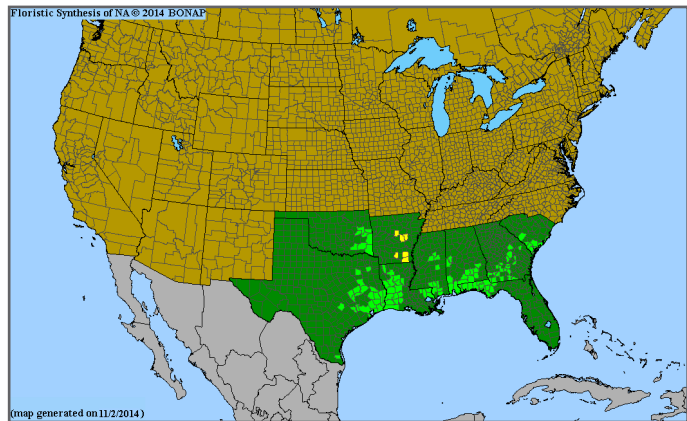 Floristic Synthesis of NA © 2014 BONAP
(map generated on 11/2/2014)